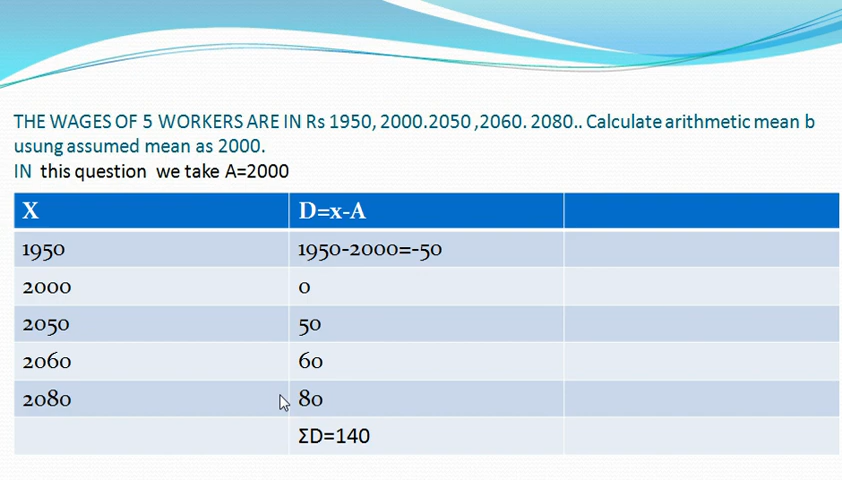 THE WAGES OF 5 WORKERS ARE IN Rs 1950, 2000.2050 ,2060. 2080.. Calculate arithmetic mean b
usung assumed mean as 2000.
IN this question we take A=2000
X D=x-A
1950 1950-2000=-50
2000 0
2050 50
2060 60
2080 80
ΣD=140